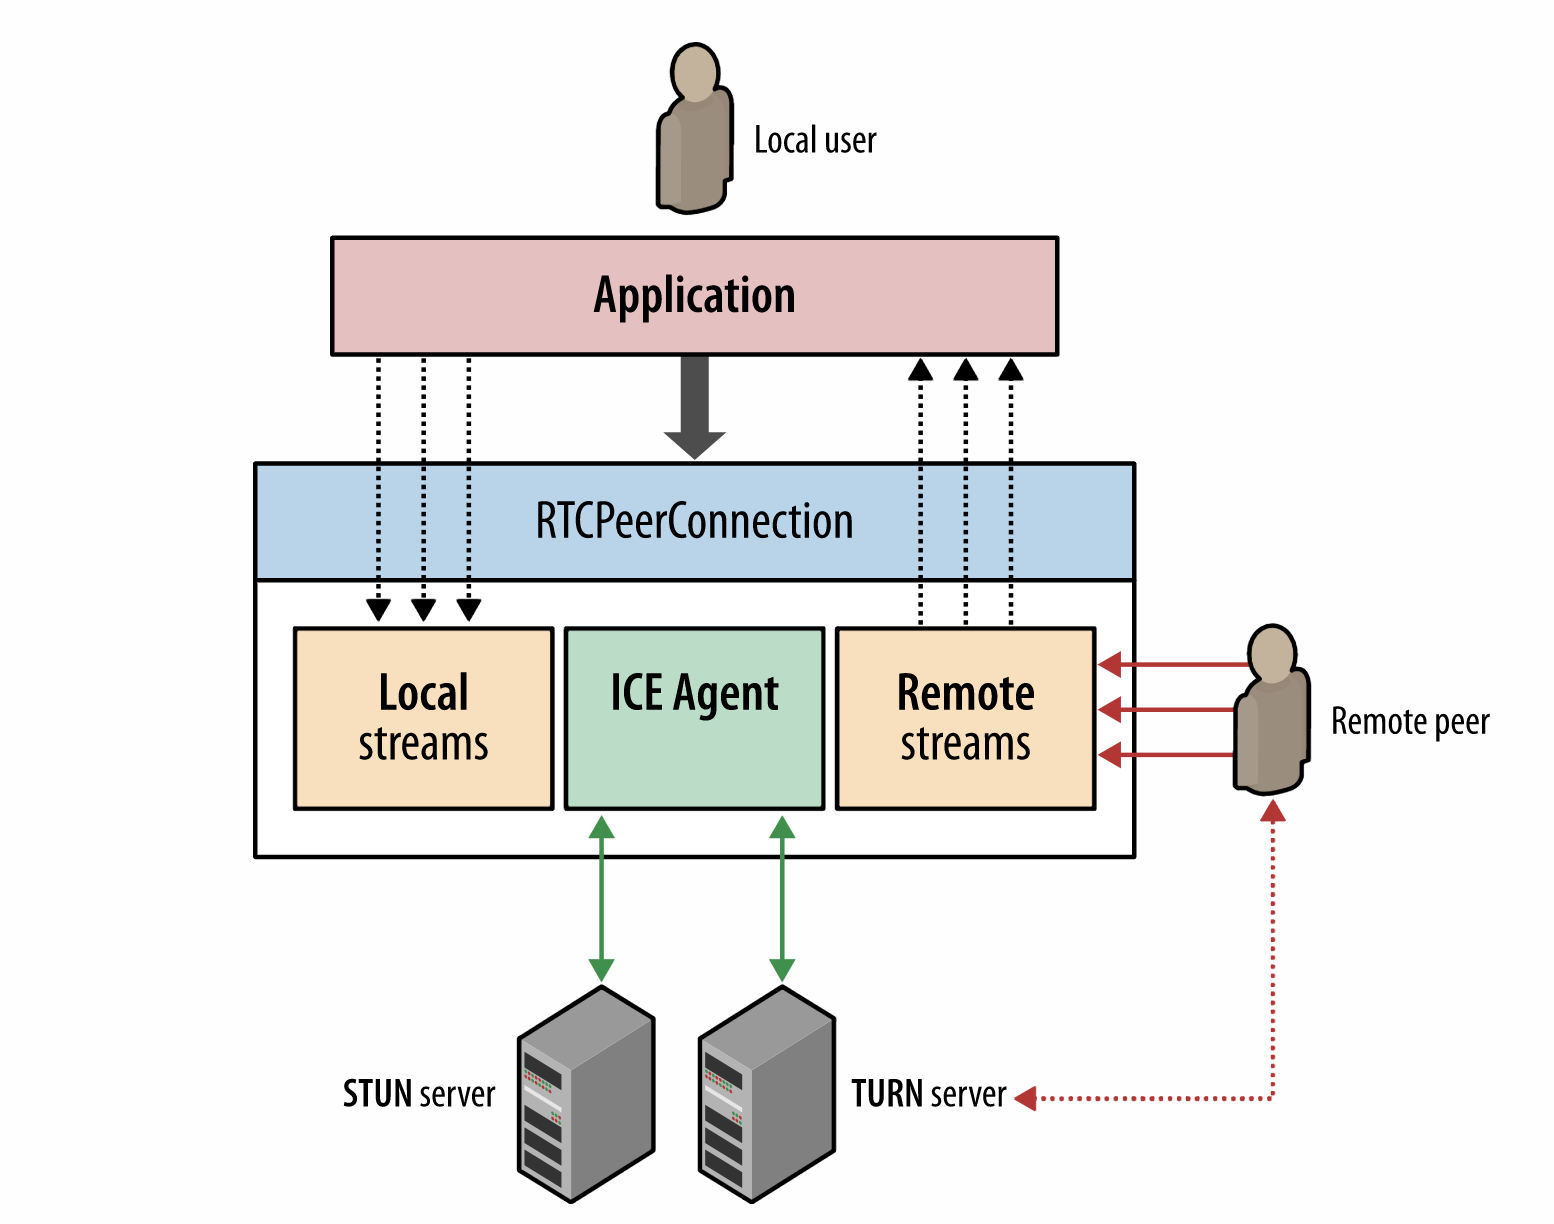 Local user
Application
RTCPeerConnection
Local
streams
ICE Agent
Remote
streams
Remote peer
STUN server
TURN server